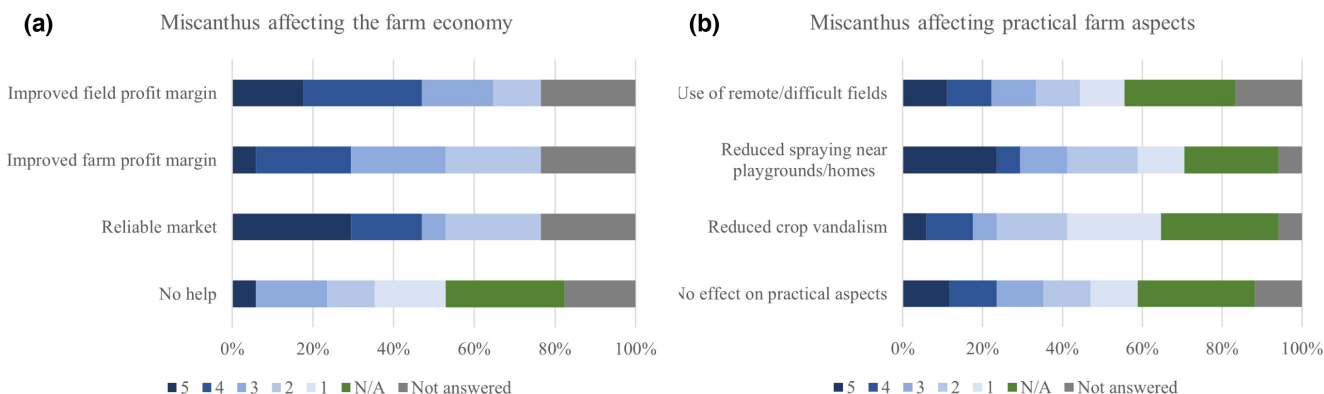 (a)
Miscanthus affecting the farm economy
Improved field profit margin
Improved farm profit margin
Reliable market
No help
0% 20% 40% 60% 80% 100%
5 4 3 2 1 N/A Not answered
(b)
Miscanthus affecting practical farm aspects
Use of remote/difficult fields
Reduced spraying near
playgrounds/homes
Reduced crop vandalism
No effect on practical aspects
0% 20% 40% 60% 80% 100%
5 4 3 2 1 N/A Not answered